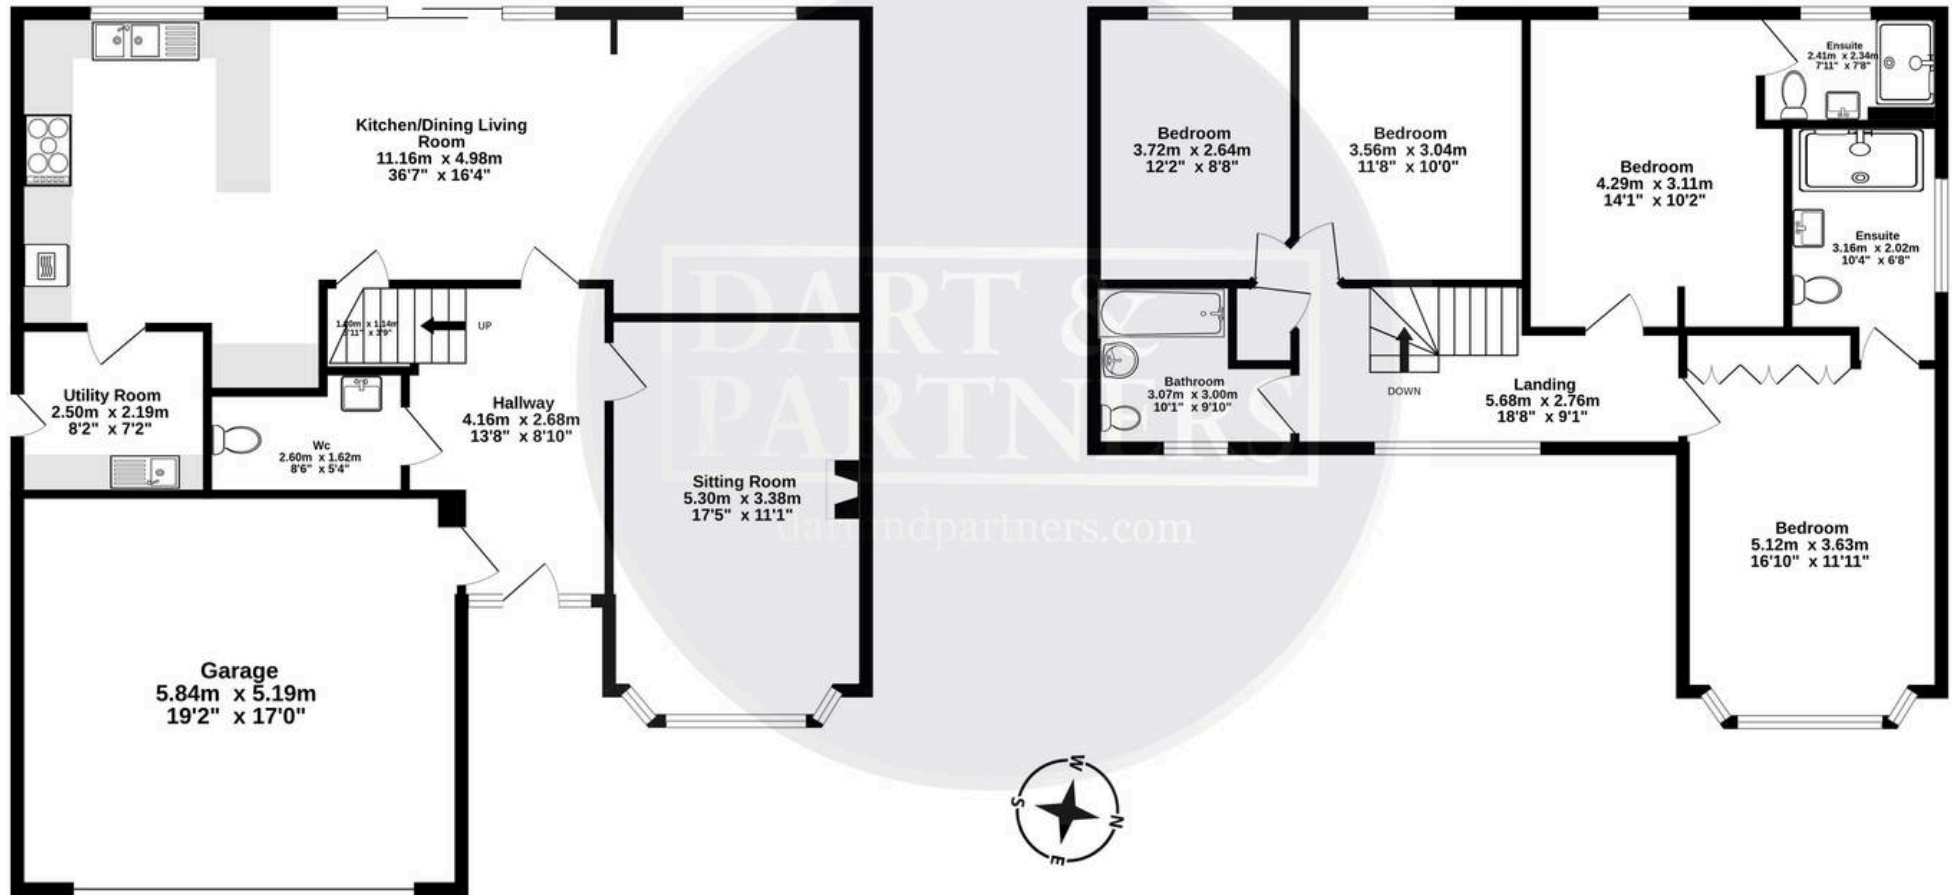 Kitchen/Dining Living
Room
11.16m x 4.98m
36'7" x 16'4"
UP
Utility Room
2.50m x 2.19m
8'2" x 7'2"
Wc
2.60m x 1.62m
8'6" x 5'4"
Hallway
4.16m x 2.68m
13'8" x 8'10"
Sitting Room
5.30m x 3.38m
17'5" x 11'1"
Garage
5.84m x 5.19m
19'2" x 17'0"
Bedroom
3.72m x 2.64m
12'2" x 8'8"
Bedroom
3.56m x 3.04m
11'8" x 10'0"
Bedroom
4.29m x 3.11m
14'1" x 10'2"
Ensuite
2.41m x 2.34m
7'11" x 7'8"
Ensuite
3.16m x 2.02m
10'4" x 6'8"
Bathroom
3.07m x 3.00m
10'1" x 9'10"
DOWN
Landing
5.68m x 2.76m
18'8" x 9'1"
Bedroom
5.12m x 3.63m
16'10" x 11'11"
DART &
PARTNERS
dartandpartners.com
W
S
N
E